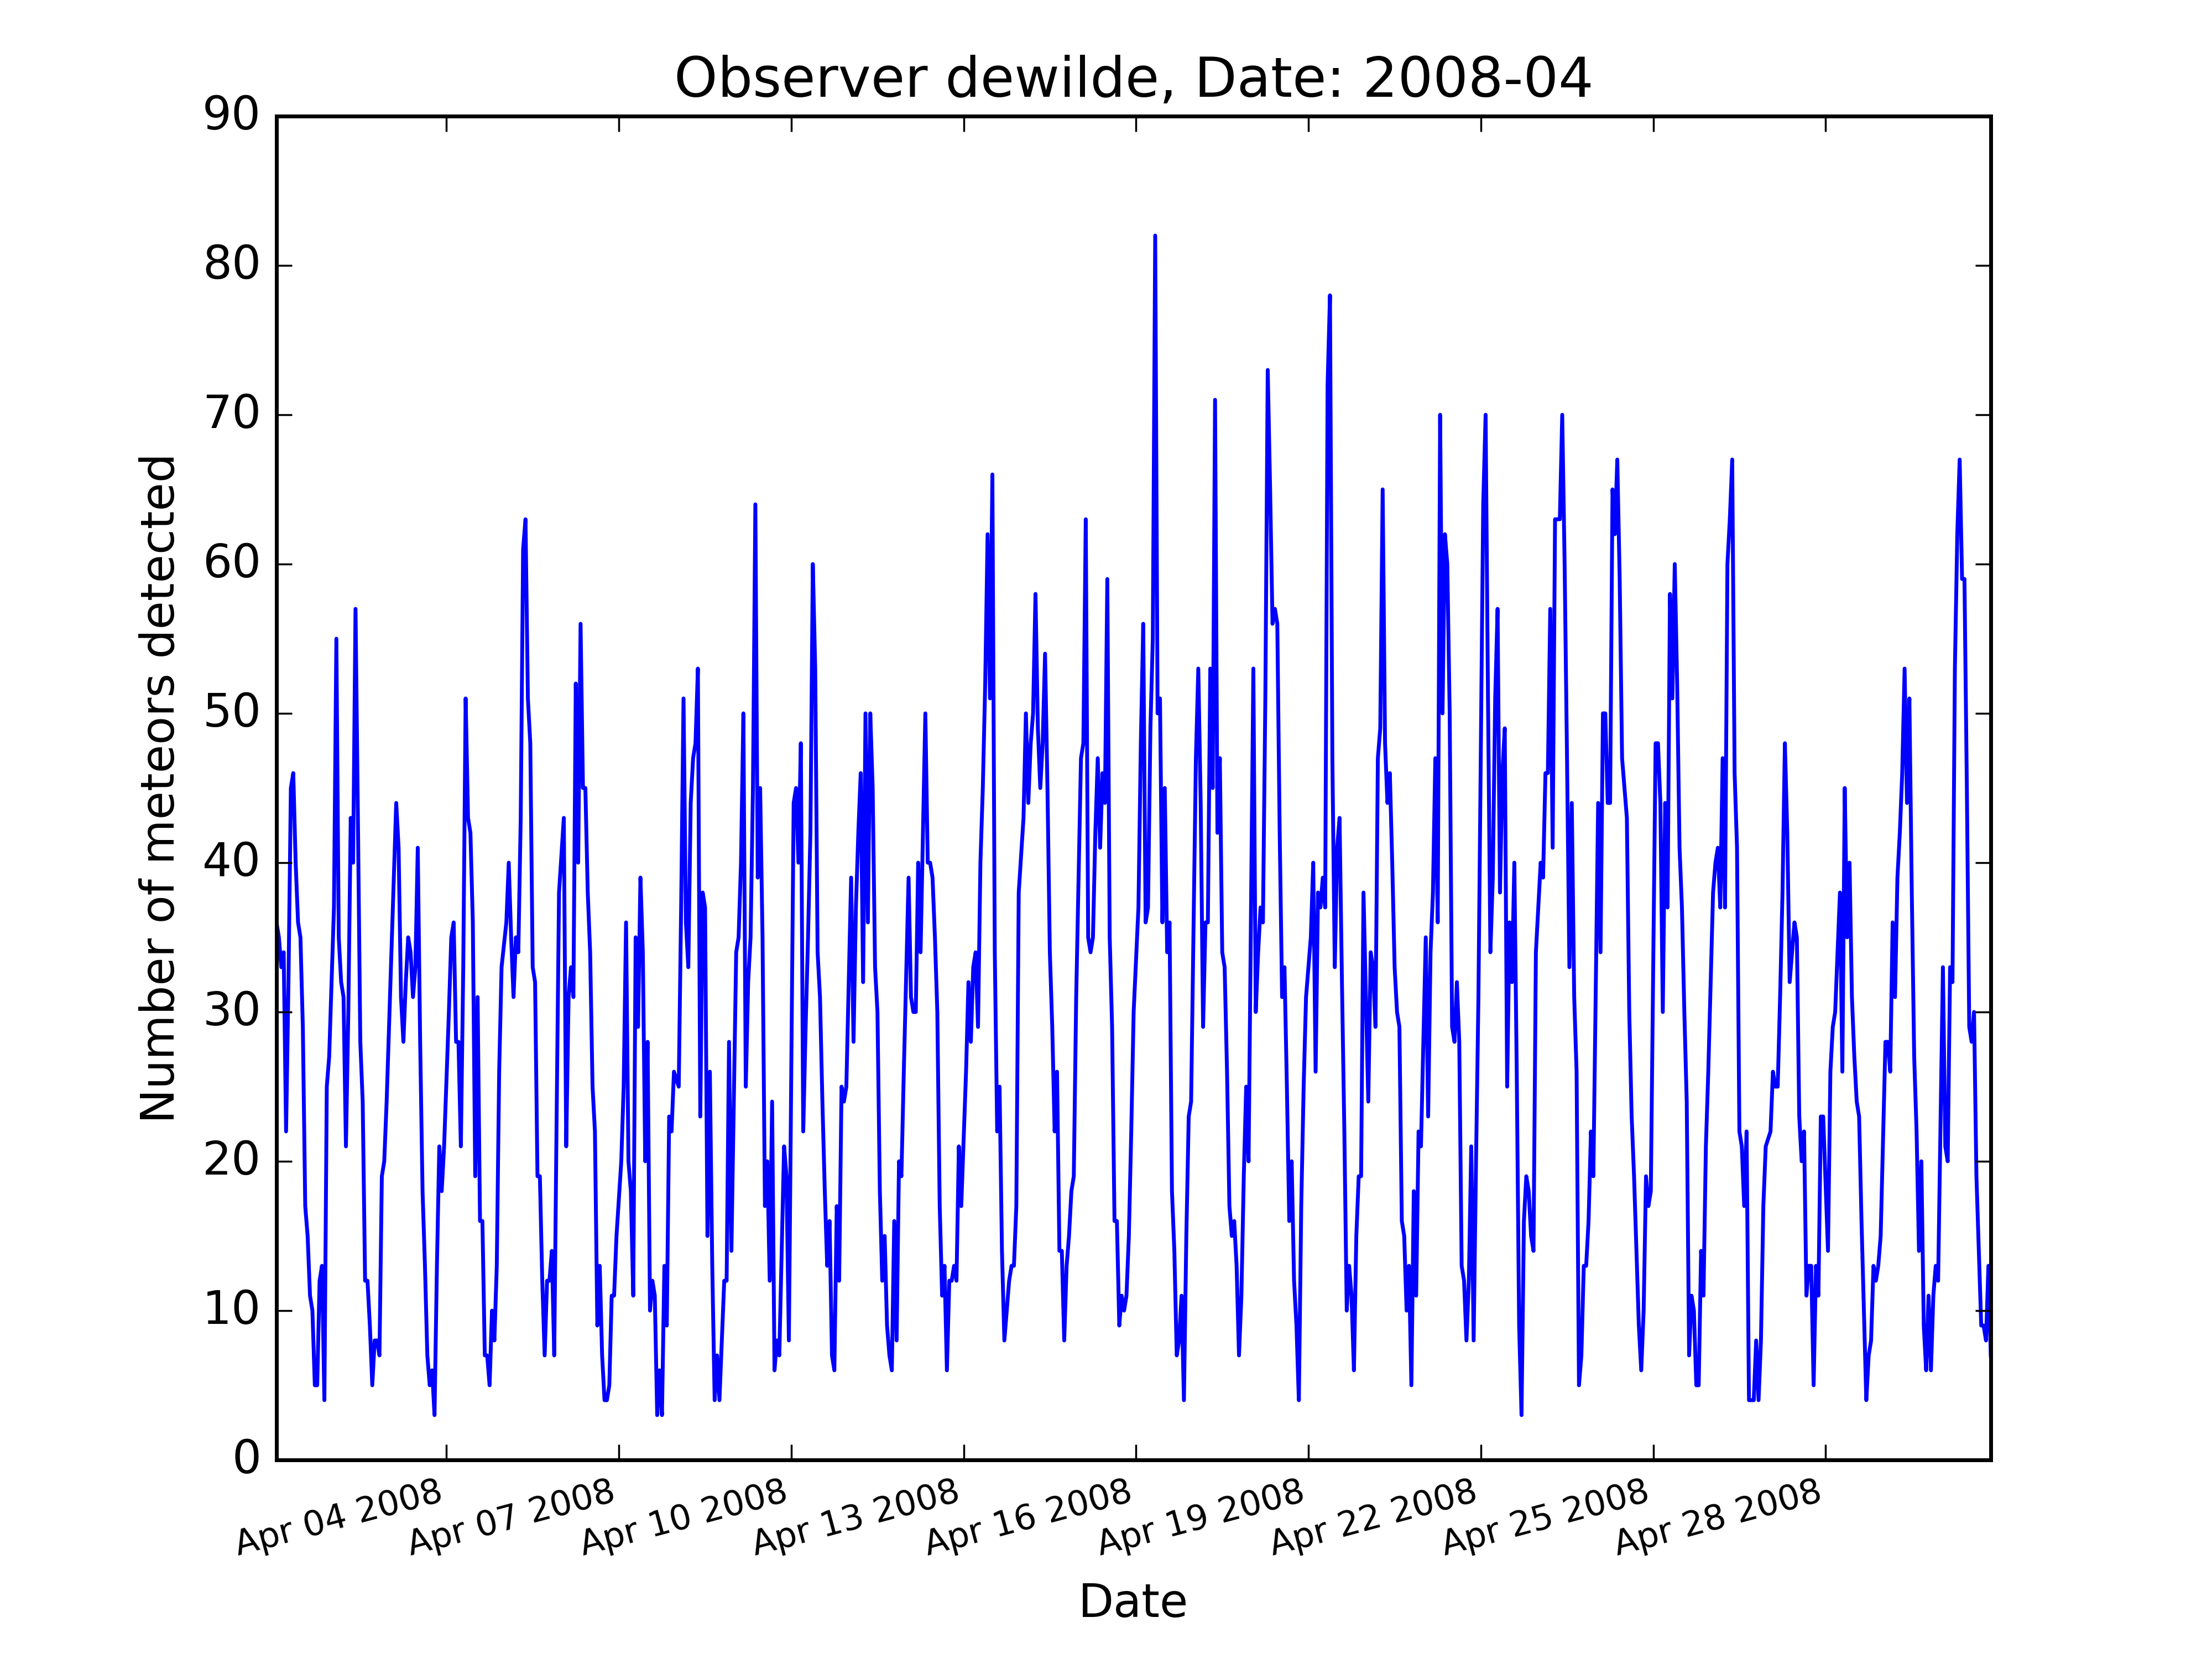 Observer dewilde, Date: 2008-04
90
80
70
60
50
40
30
20
10
0
Number of meteors detected
Apr 04 2008
Apr 07 2008
Apr 10 2008
Apr 13 2008
Apr 16 2008
Apr 19 2008
Apr 22 2008
Apr 25 2008
Apr 28 2008
Date